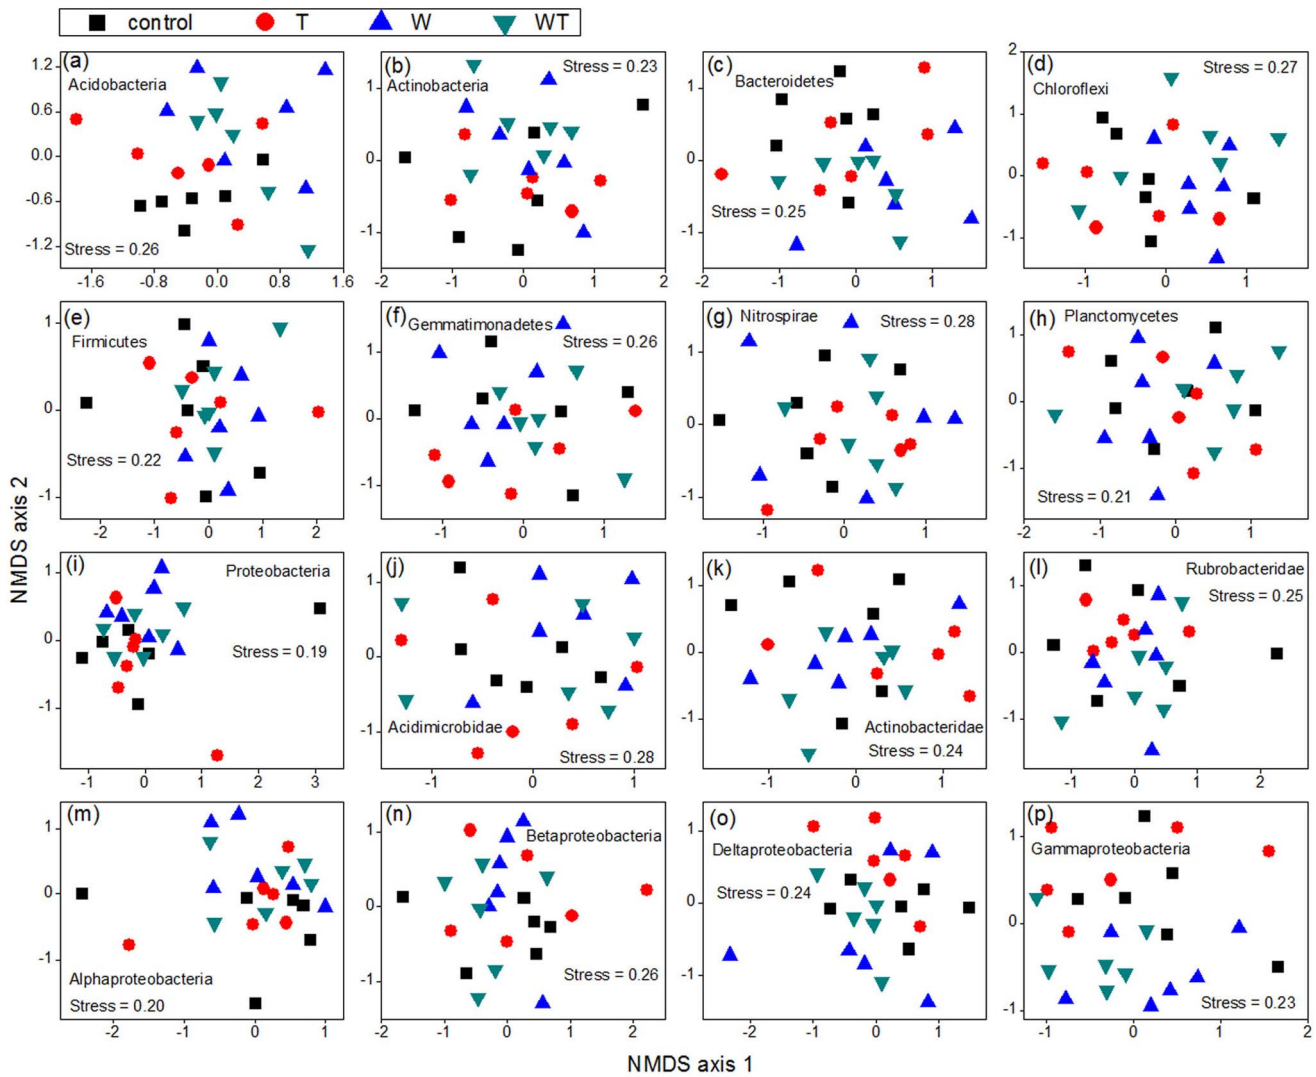 control T W WT
(a)
Acidobacteria
Stress = 0.26
1.2
0.6
0.0
-0.6
-1.2
-1.6 -0.8 0.0 0.8 1.6
(b)
Stress = 0.23
Actinobacteria
1
0
-1
-2 -1 0 1 2
(c)
Bacteroidetes
Stress = 0.25
1
0
-1
-2 -1 0 1
(d)
Stress = 0.27
Chloroflexi
2
1
0
-1
-1 0 1
(e)
Firmicutes
Stress = 0.22
1
0
-1
-2 -1 0 1 2
(f)
Gemmatimonadetes
Stress = 0.26
1
0
-1
-1 0 1
(g)
Nitrospirae
Stress = 0.28
1
0
-1
-1 0 1
(h)
Planctomycetes
Stress = 0.21
1
0
-1
-2 -1 0 1
(i)
Proteobacteria
Stress = 0.19
1
0
-1
-1 0 1 2 3
(j)
Acidimicrobidae
Stress = 0.28
1
0
-1
-1 0 1
(k)
Actinobacteridae
Stress = 0.24
1
0
-1
-1 0 1
(l)
Rubrobacteridae
Stress = 0.25
1
0
-1
-1 0 1 2
(m)
Alphaproteobacteria
Stress = 0.20
1
0
-1
-2 -1 0 1
(n)
Betaproteobacteria
Stress = 0.26
1
0
-1
-2 -1 0 1 2
(o)
Deltaproteobacteria
Stress = 0.24
1
0
-1
-2 -1 0 1
(p)
Gammaproteobacteria
Stress = 0.23
1
0
-1
-1 0 1 2
NMDS axis 2
NMDS axis 1